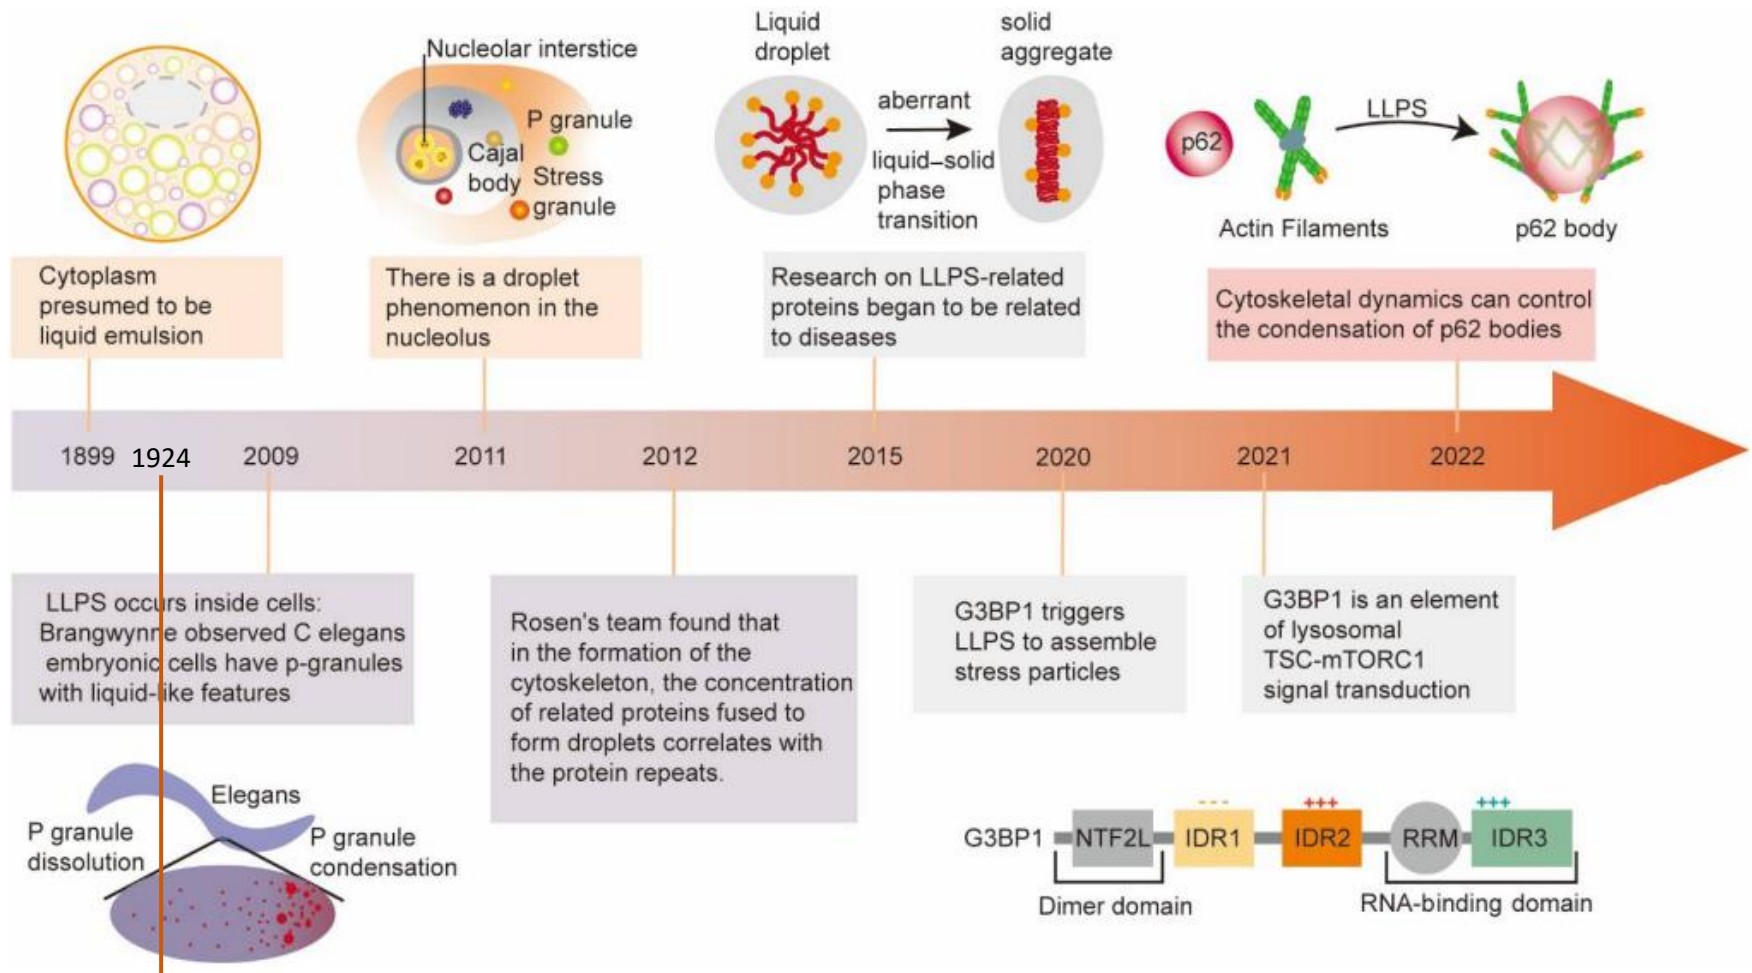 Nucleolar interstice
P granule
Cajal
body
Stress
granule
Liquid
droplet
aberrant
liquid–solid
phase
transition
solid
aggregate
p62
LLPS
Actin Filaments
p62 body
Cytoplasm
presumed to be
liquid emulsion
There is a droplet
phenomenon in the
nucleolus
Research on LLPS-related
proteins began to be related
to diseases
Cytoskeletal dynamics can control
the condensation of p62 bodies
1899 1924 2009 2011 2012 2015 2020 2021 2022
LLPS occurs inside cells:
Brangwynne observed C elegans
embryonic cells have p-granules
with liquid-like features
Rosen's team found that
in the formation of the
cytoskeleton, the concentration
of related proteins fused to
form droplets correlates with
the protein repeats.
G3BP1 triggers
LLPS to assemble
stress particles
G3BP1 is an element
of lysosomal
TSC-mTORC1
signal transduction
Elegans
P granule
dissolution
P granule
condensation
--- +++ +++
G3BP1 NTF2L IDR1 IDR2 RRM IDR3
Dimer domain
RNA-binding domain